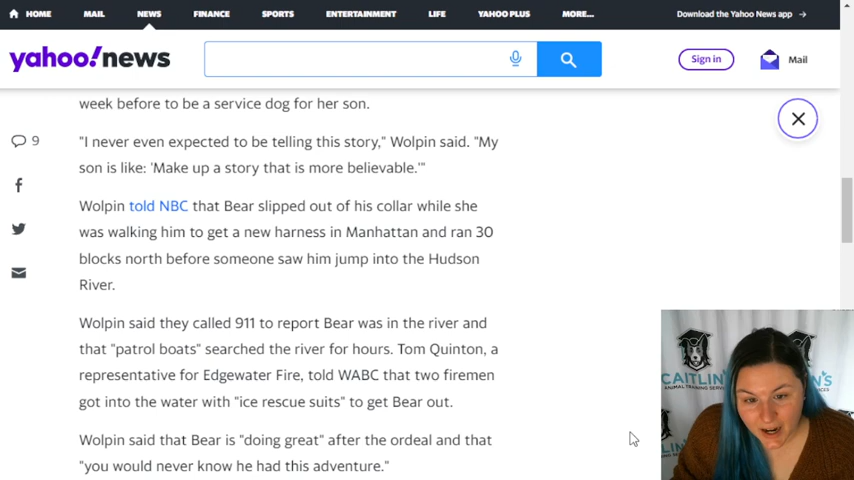 HOME MAIL NEWS FINANCE SPORTS ENTERTAINMENT LIFE YAHOO PLUS MORE... Download the Yahoo News app →
yahoo!news Sign in Mail
week before to be a service dog for her son.
9
"I never even expected to be telling this story," Wolpin said. "My
son is like: 'Make up a story that is more believable.'"
Wolpin told NBC that Bear slipped out of his collar while she
was walking him to get a new harness in Manhattan and ran 30
blocks north before someone saw him jump into the Hudson
River.
Wolpin said they called 911 to report Bear was in the river and
that "patrol boats" searched the river for hours. Tom Quinton, a
representative for Edgewater Fire, told WABC that two firemen
got into the water with "ice rescue suits" to get Bear out.
Wolpin said that Bear is "doing great" after the ordeal and that
"you would never know he had this adventure."
CAITLIN'S
ANIMAL TRAINING